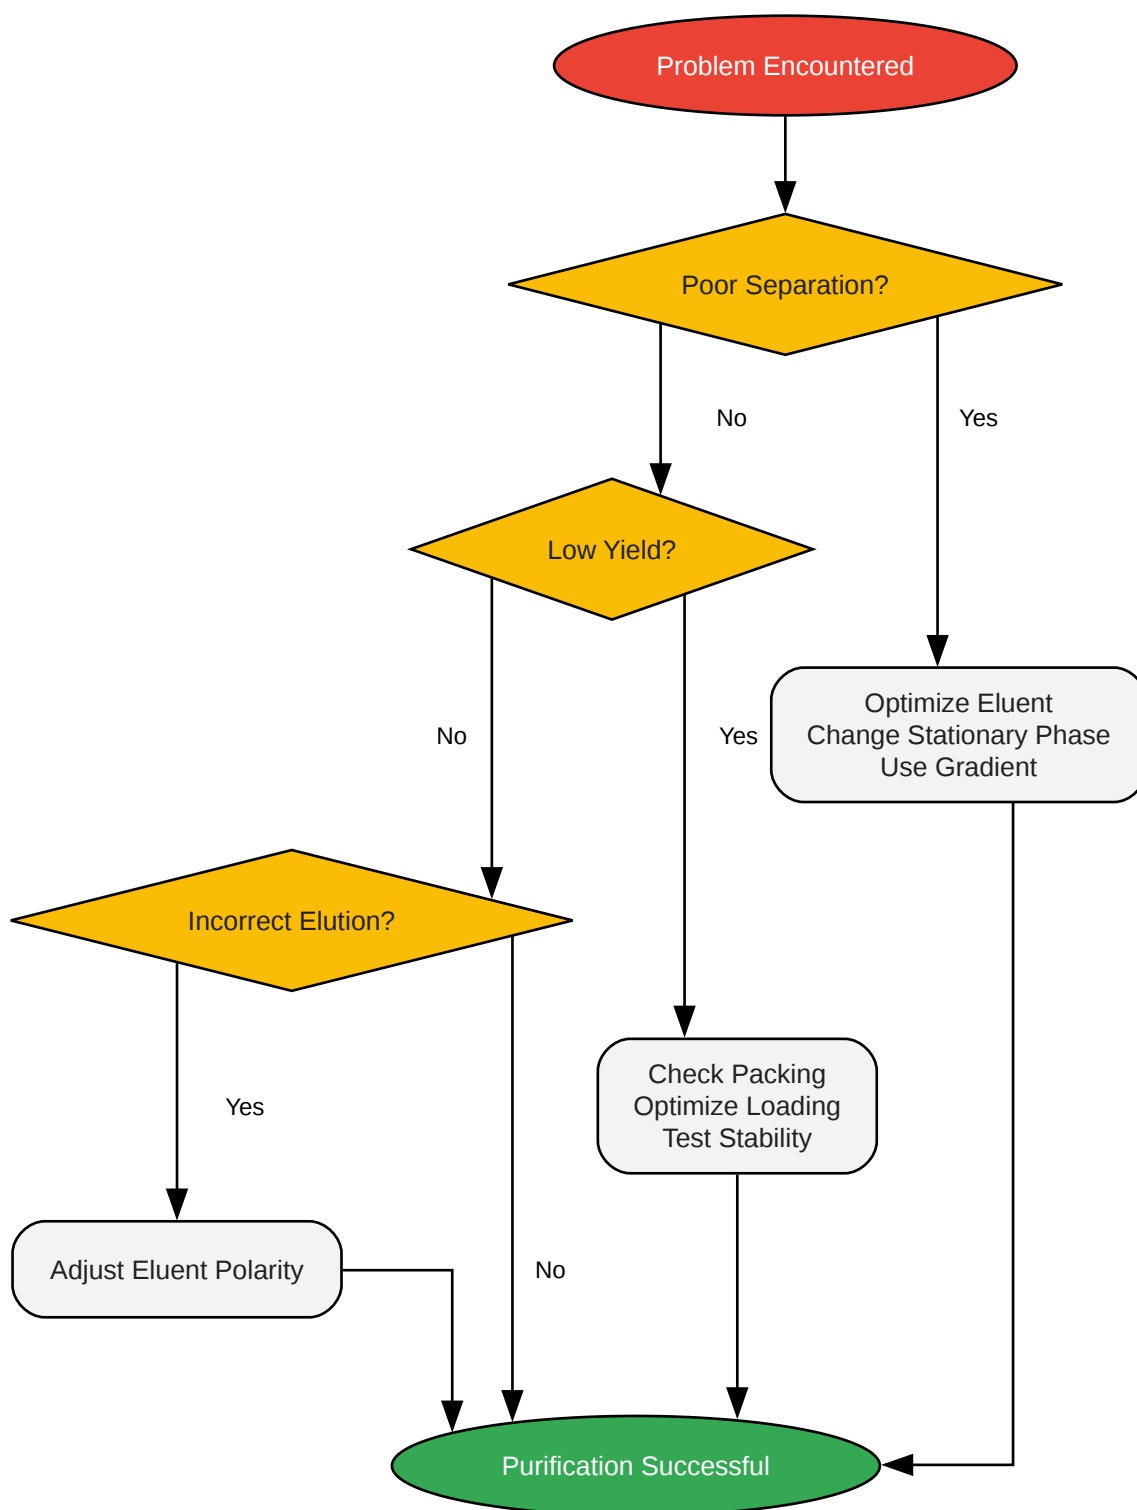 Problem Encountered
Poor Separation?
No
Yes
Low Yield?
Optimize Eluent
Change Stationary Phase
Use Gradient
No
Yes
Incorrect Elution?
Check Packing
Optimize Loading
Test Stability
Yes
Adjust Eluent Polarity
No
Purification Successful